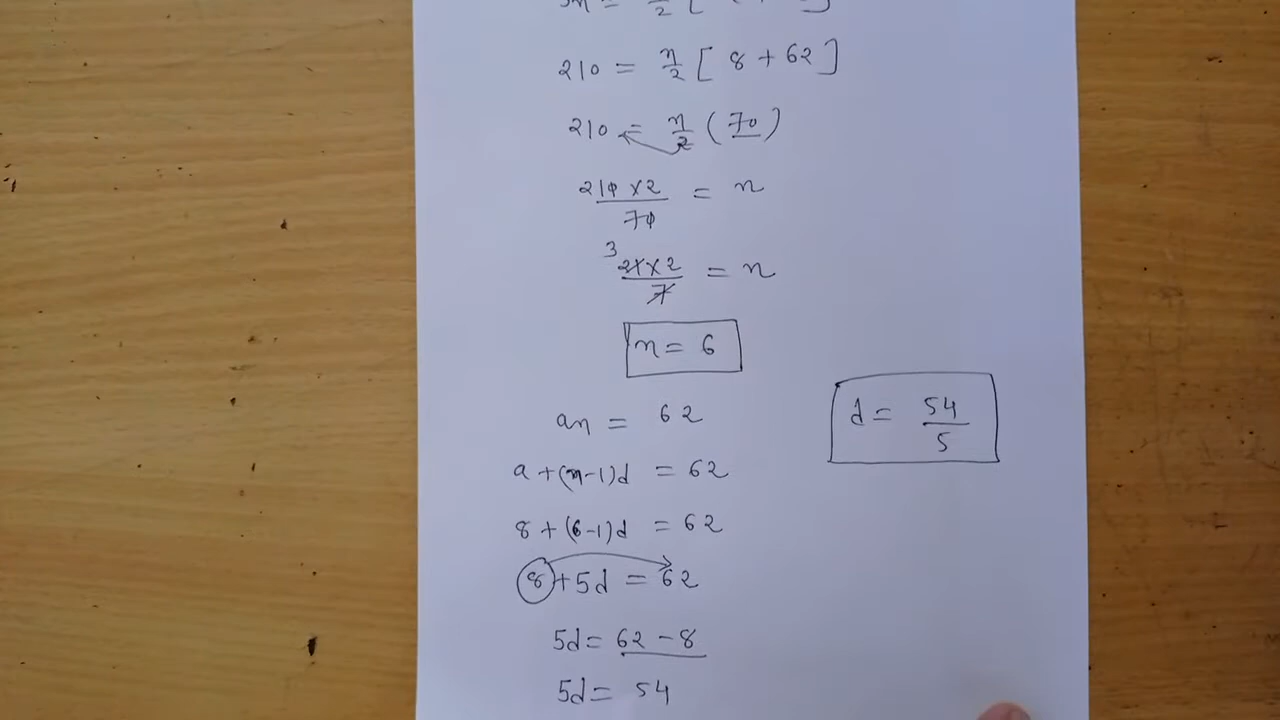 210 = n/2 [ 8 + 62 ]
210 = n/2 ( 70 )
210 × 2 / 70 = n
3
21 × 2 / 7 = n
n = 6
an = 62
d = 54/5
a + (n-1)d = 62
8 + (6-1)d = 62
8 + 5d = 62
5d = 62 - 8
5d = 54